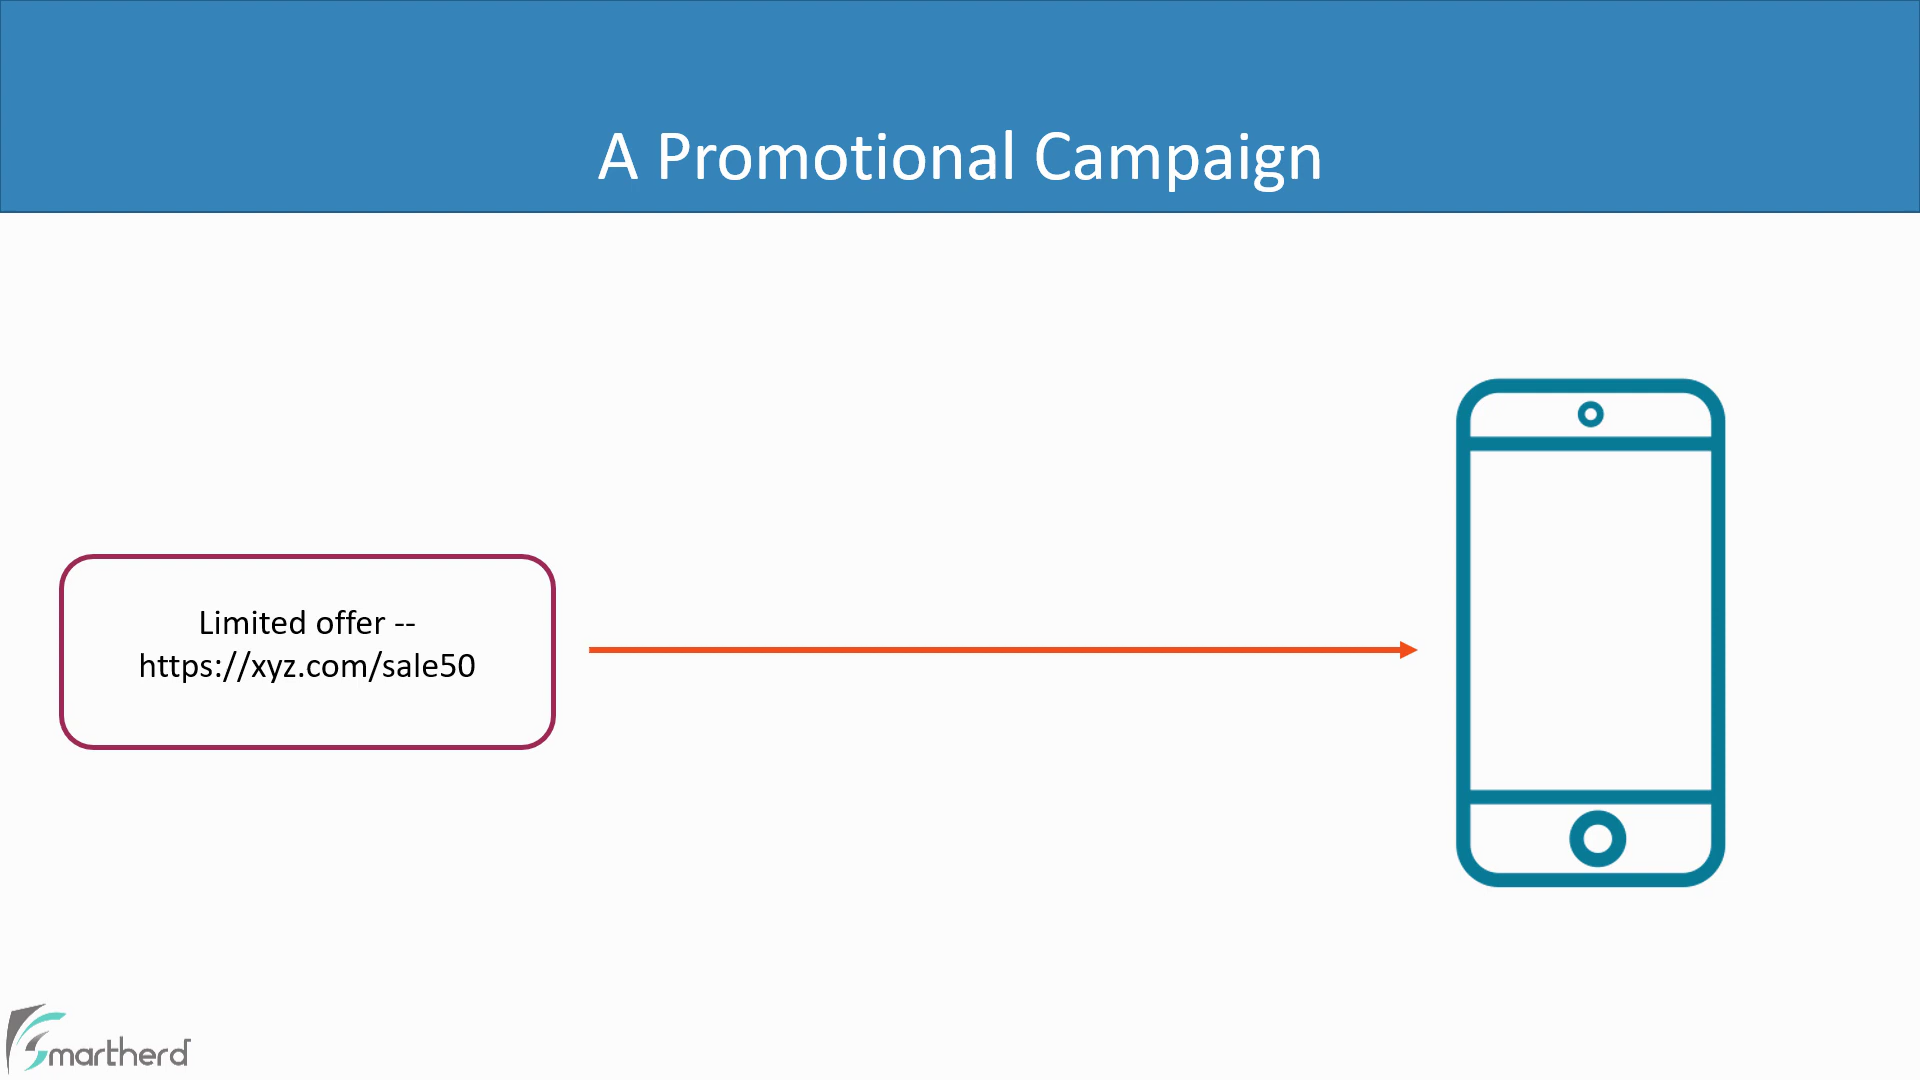 A Promotional Campaign
Limited offer --
https://xyz.com/sale50
Smartherd